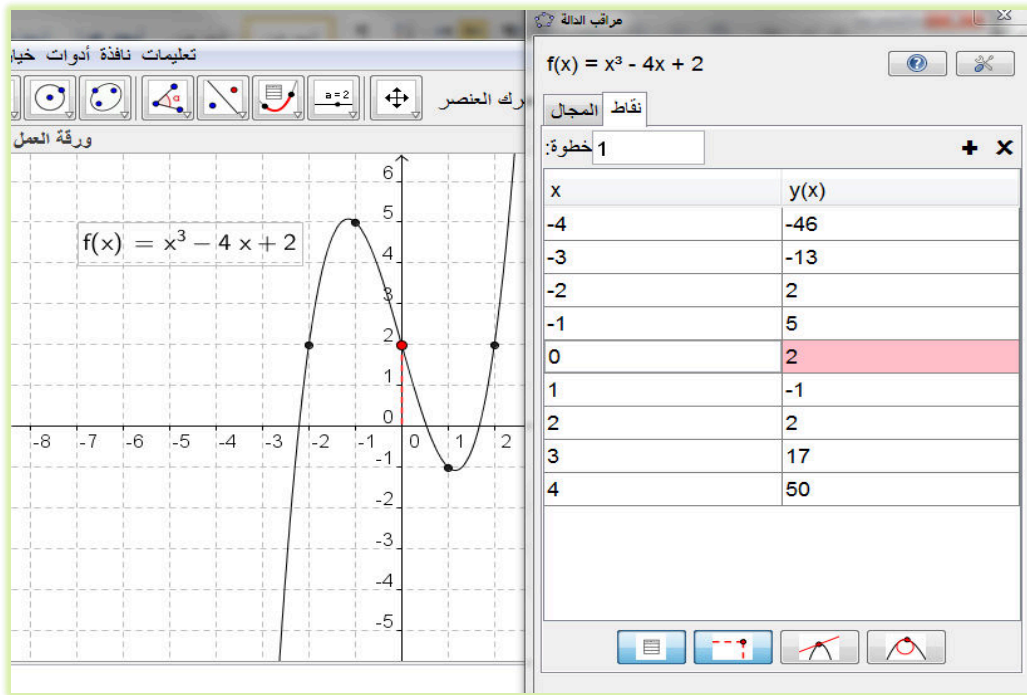 مراقب الدالة
تعليمات نافذة أدوات خيا
رك العنصر
a = 2
α
ورقة العمل
f(x) = x³ - 4x + 2
نقاط
المجال
خطوة:
1
x y(x)
-4 -46
-3 -13
-2 2
-1 5
0 2
1 -1
2 2
3 17
4 50
f(x) = x³ − 4 x + 2
6
5
4
3
2
1
0
-8 -7 -6 -5 -4 -3 -2 -1 0 1 2
-1
-2
-3
-4
-5